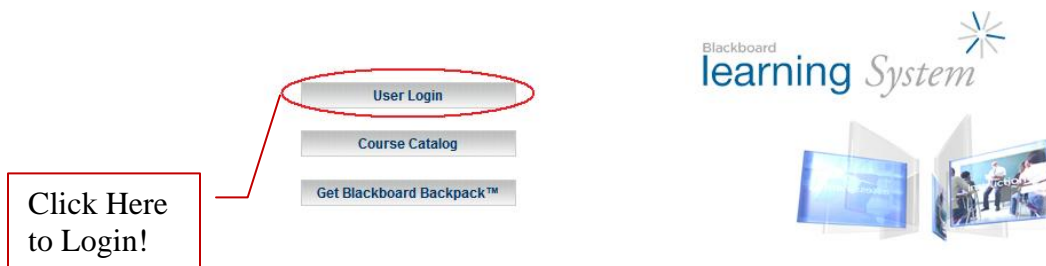 Blackboard
learning System
User Login
Course Catalog
Get Blackboard Backpack™
Click Here
to Login!